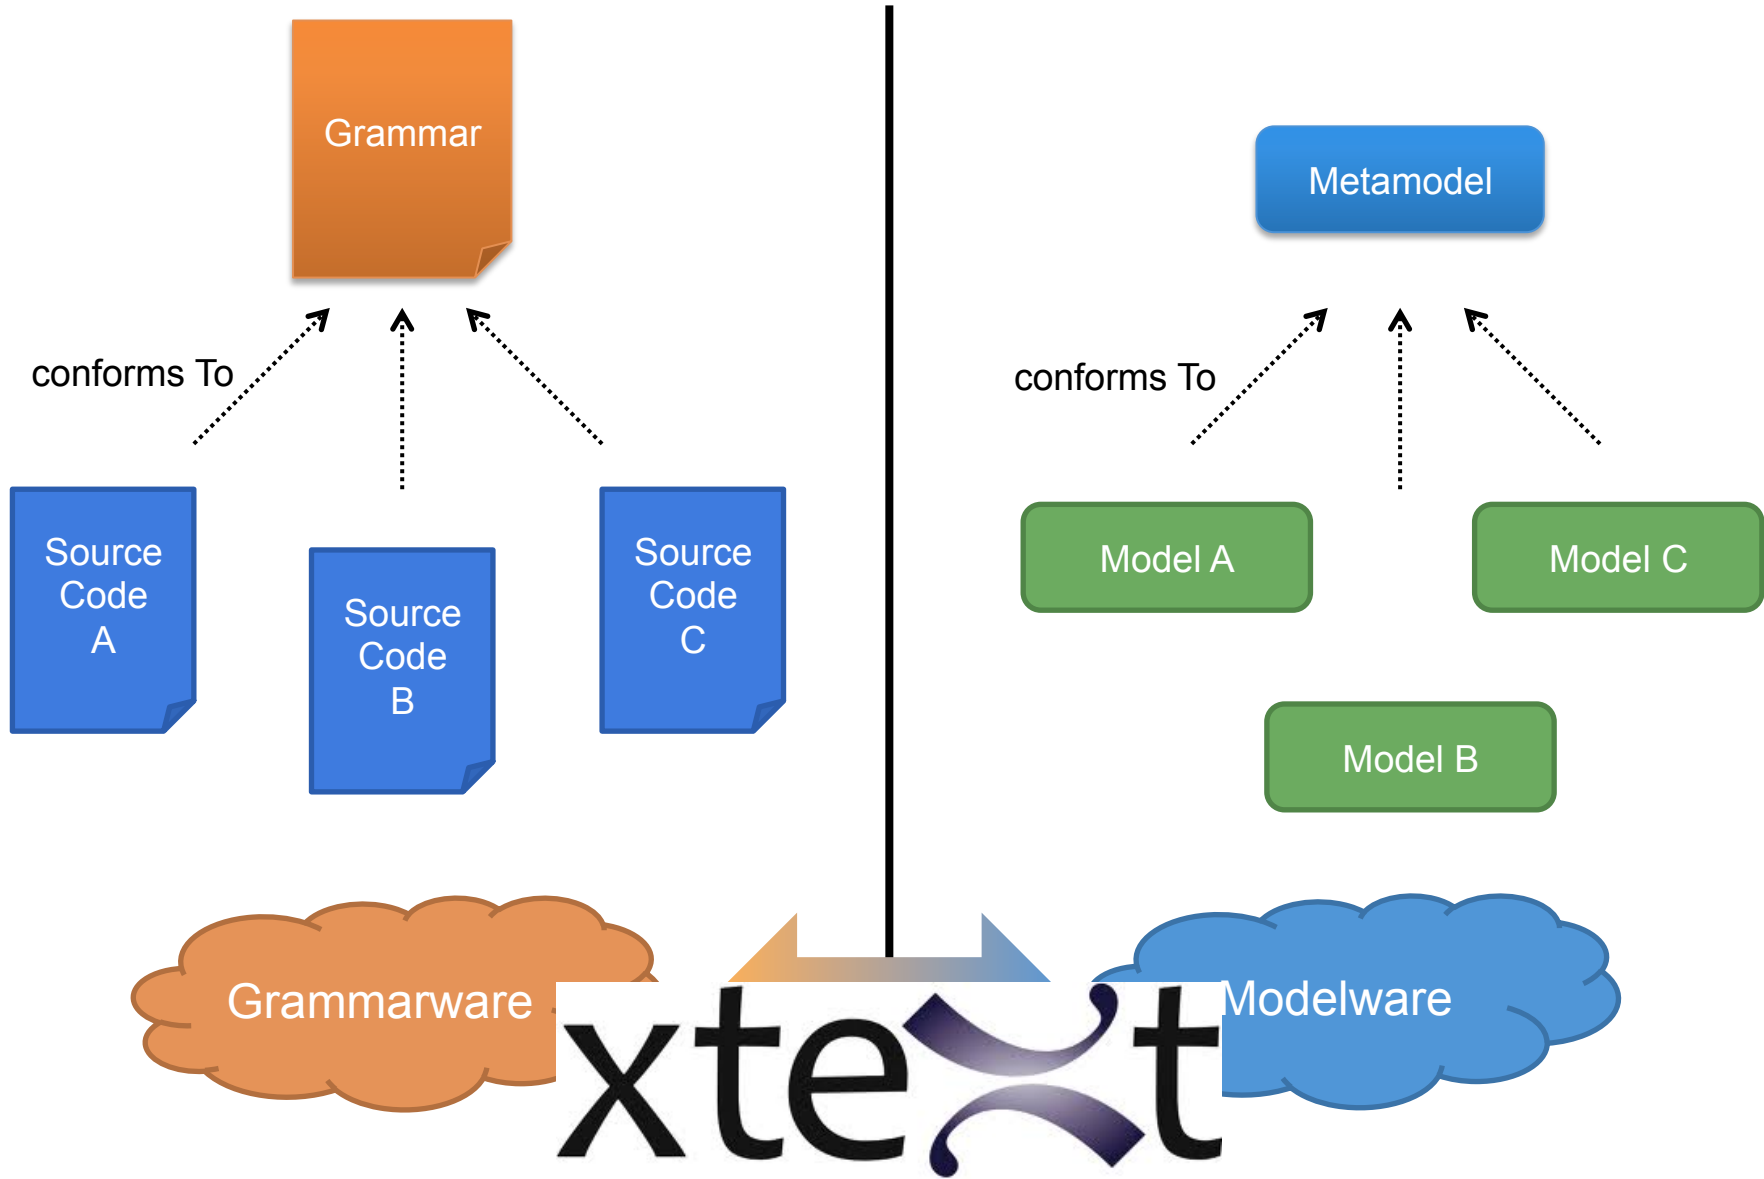 Grammar
conforms To
Source
Code
A
Source
Code
B
Source
Code
C
Grammarware
Metamodel
conforms To
Model A
Model C
Model B
Modelware
xtext